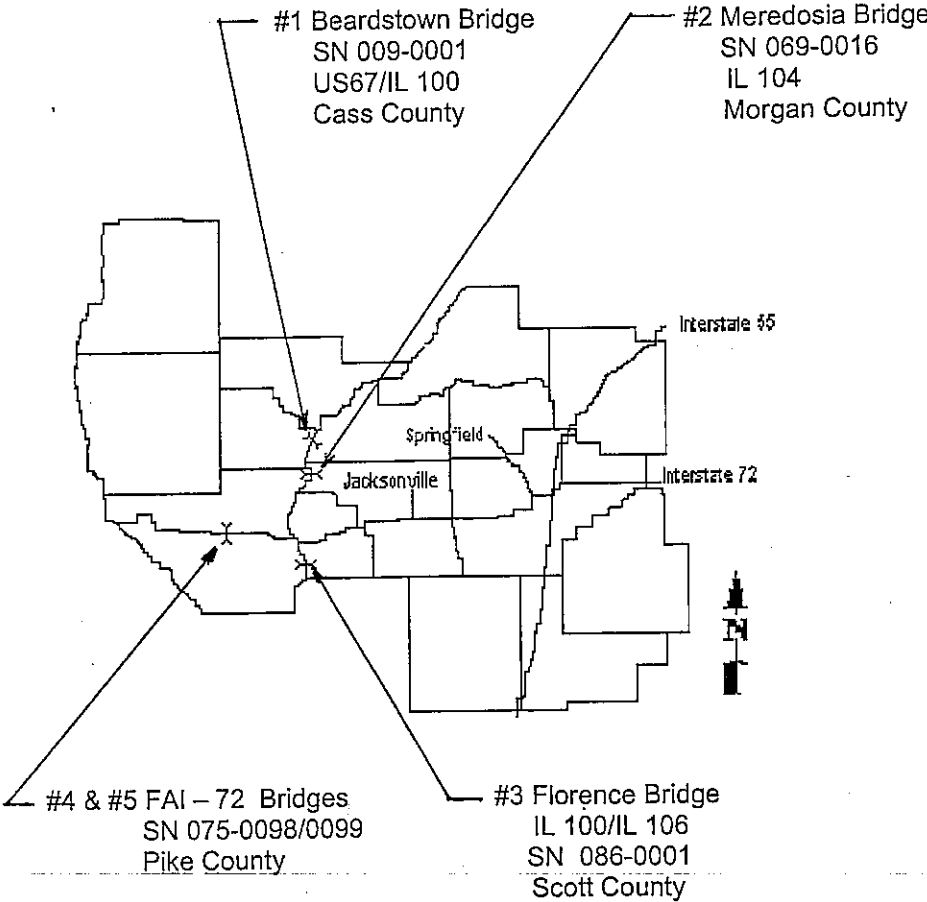 #1 Beardstown Bridge
SN 009-0001
US67/IL 100
Cass County
#2 Meredosia Bridge
SN 069-0016
IL 104
Morgan County
Interstate 55
Springfield
Jacksonville
Interstate 72
N
#4 & #5 FAI – 72 Bridges
SN 075-0098/0099
Pike County
#3 Florence Bridge
IL 100/IL 106
SN 086-0001
Scott County